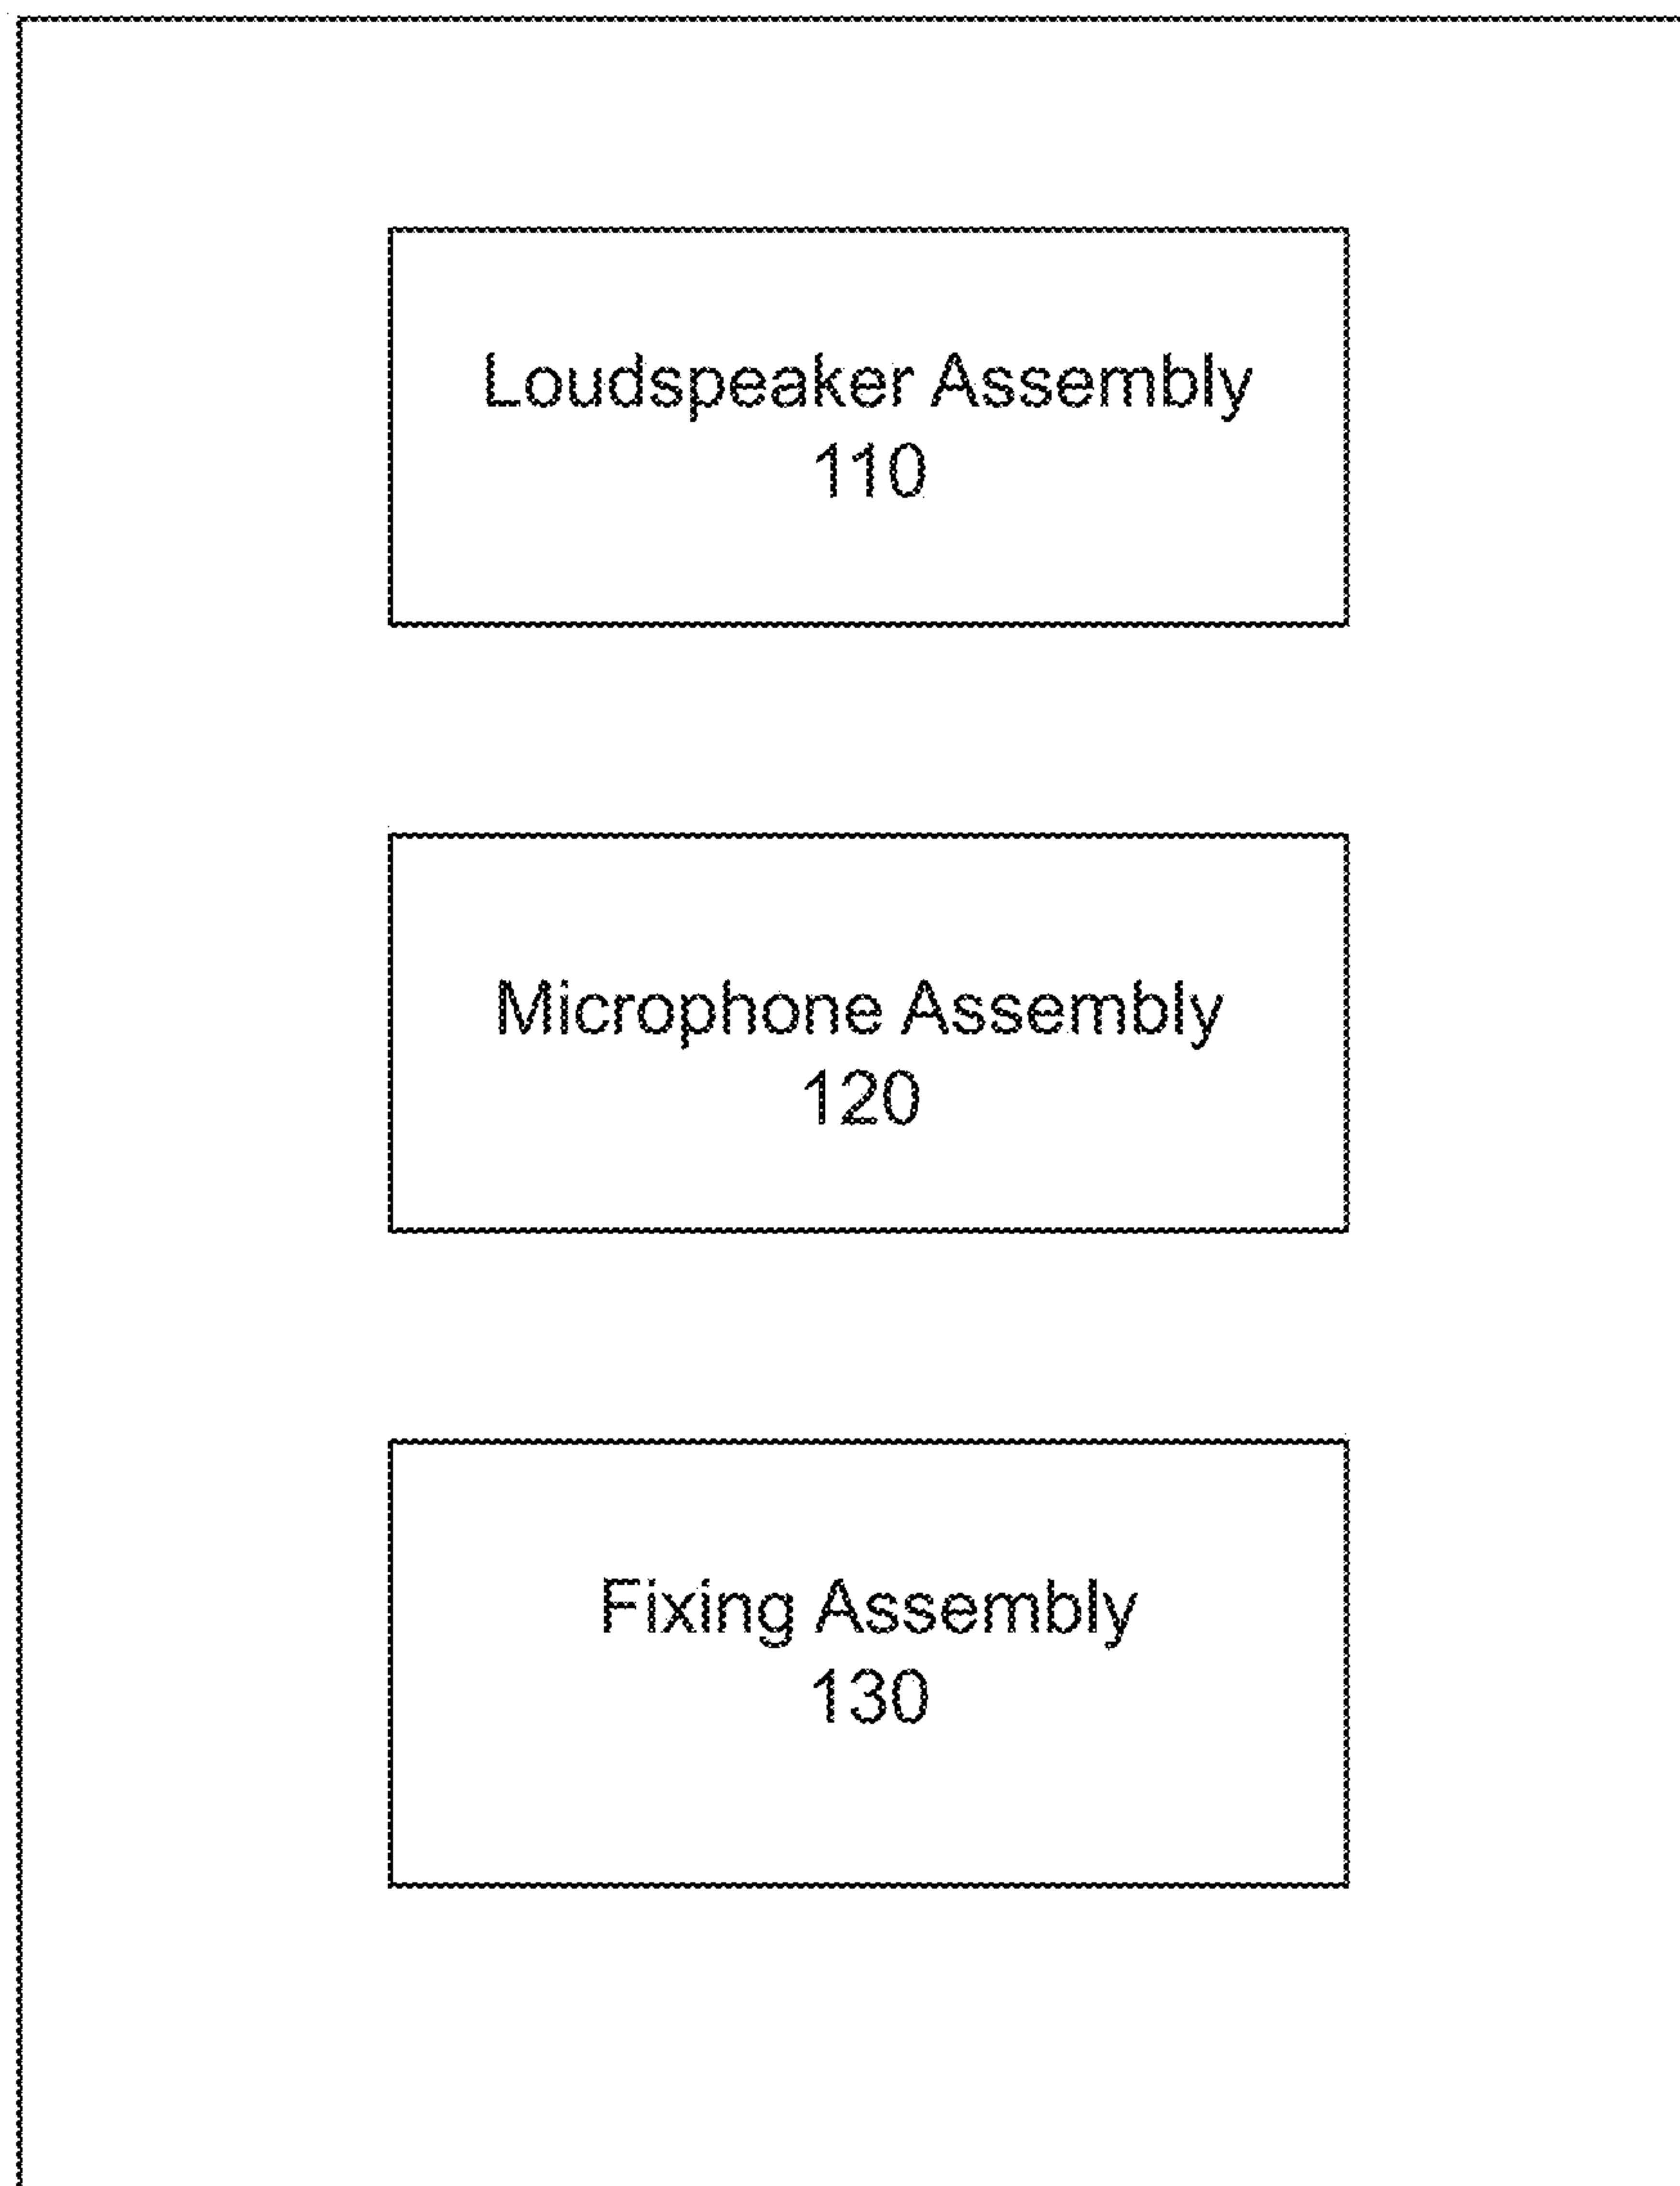 Loudspeaker Assembly
110
Microphone Assembly
120
Fixing Assembly
130